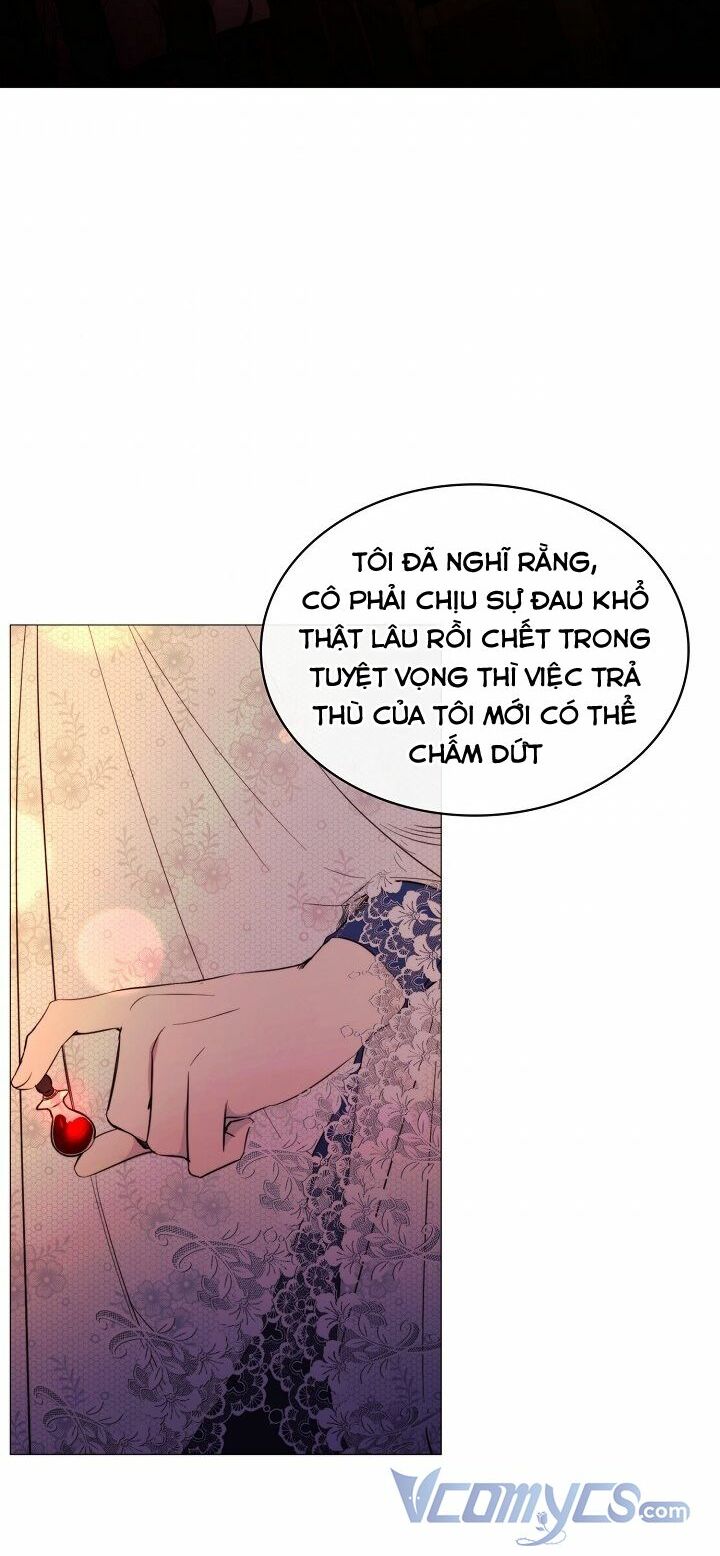 TÔI ĐÃ NGHĨ RẰNG,
CÔ PHẢI CHỊU SỰ ĐAU KHỔ
THẬT LÂU RỒI CHẾT TRONG
TUYỆT VỌNG THÌ VIỆC TRẢ
THÙ CỦA TÔI MỚI CÓ THỂ
CHẤM DỨT
VCOMYCS.com